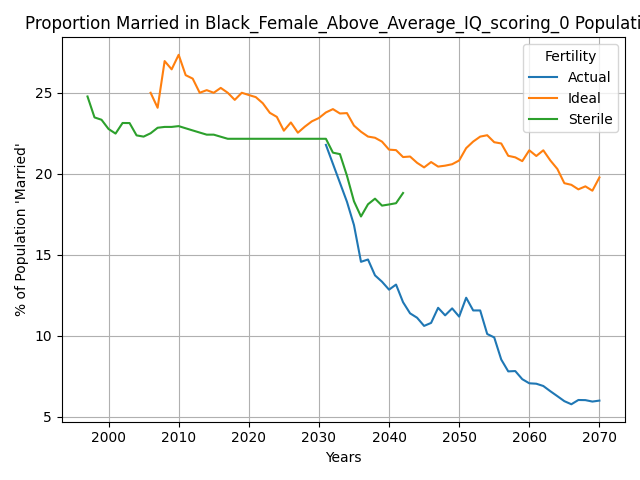 Proportion Married in Black_Female_Above_Average_IQ_scoring_0 Populati
Fertility
Actual
Ideal
Sterile
% of Population 'Married'
25
20
15
10
5
2000 2010 2020 2030 2040 2050 2060 2070
Years